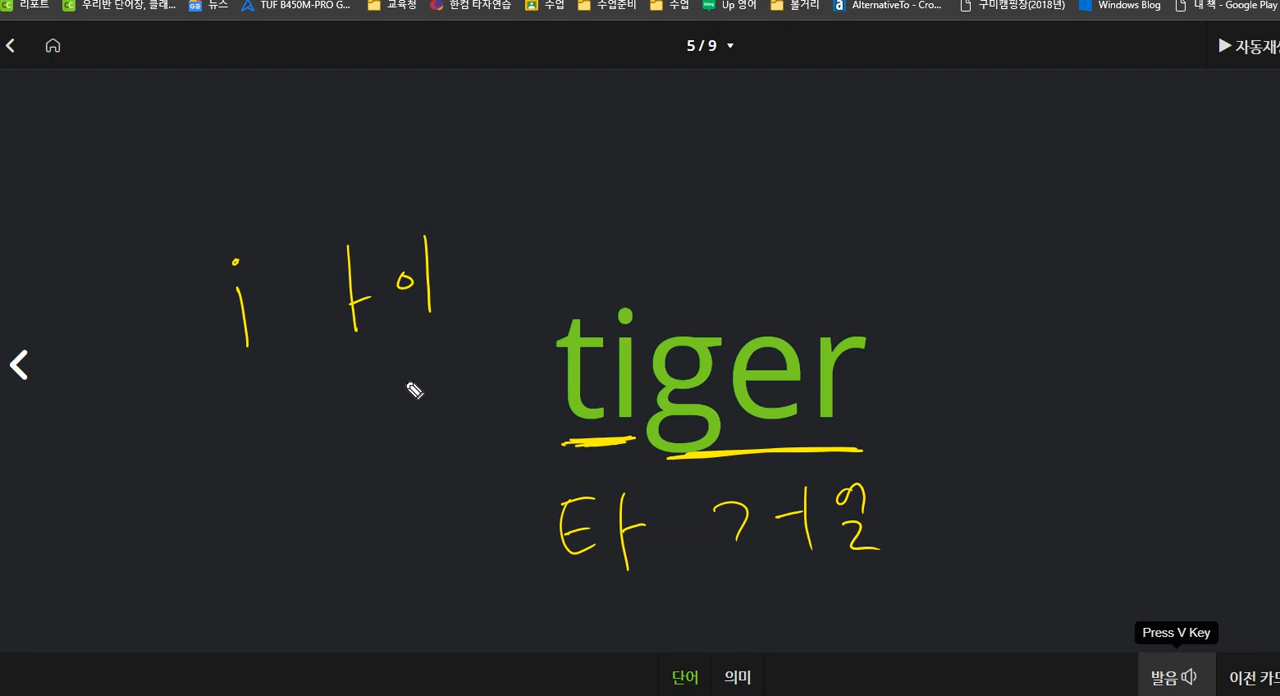 리포트 우리반 단어장, 클래... 뉴스 TUF B450M-PRO G... 교육청 한컴 타자연습 수업 수업준비 수업 Up 영어 볼거리 AlternativeTo - Cro... 구미캠핑장(2018년) Windows Blog 내 책 - Google Play
5 / 9 자동재생
i ㅏ이
tiger
타 거얼
Press V Key
단어 의미 발음 이전 카드